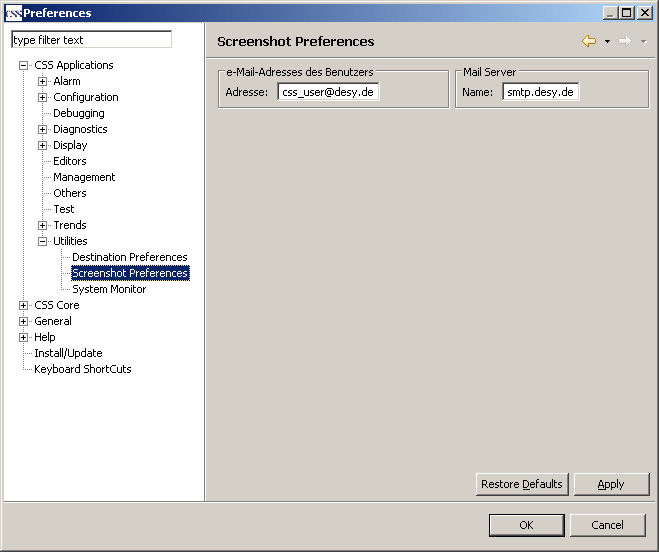 CSS Preferences
type filter text
CSS Applications
Alarm
Configuration
Debugging
Diagnostics
Display
Editors
Management
Others
Test
Trends
Utilities
Destination Preferences
Screenshot Preferences
System Monitor
CSS Core
General
Help
Install/Update
Keyboard ShortCuts
Screenshot Preferences
e-Mail-Adresses des Benutzers
Adresse: css_user@desy.de
Mail Server
Name: smtp.desy.de
Restore Defaults Apply
OK Cancel